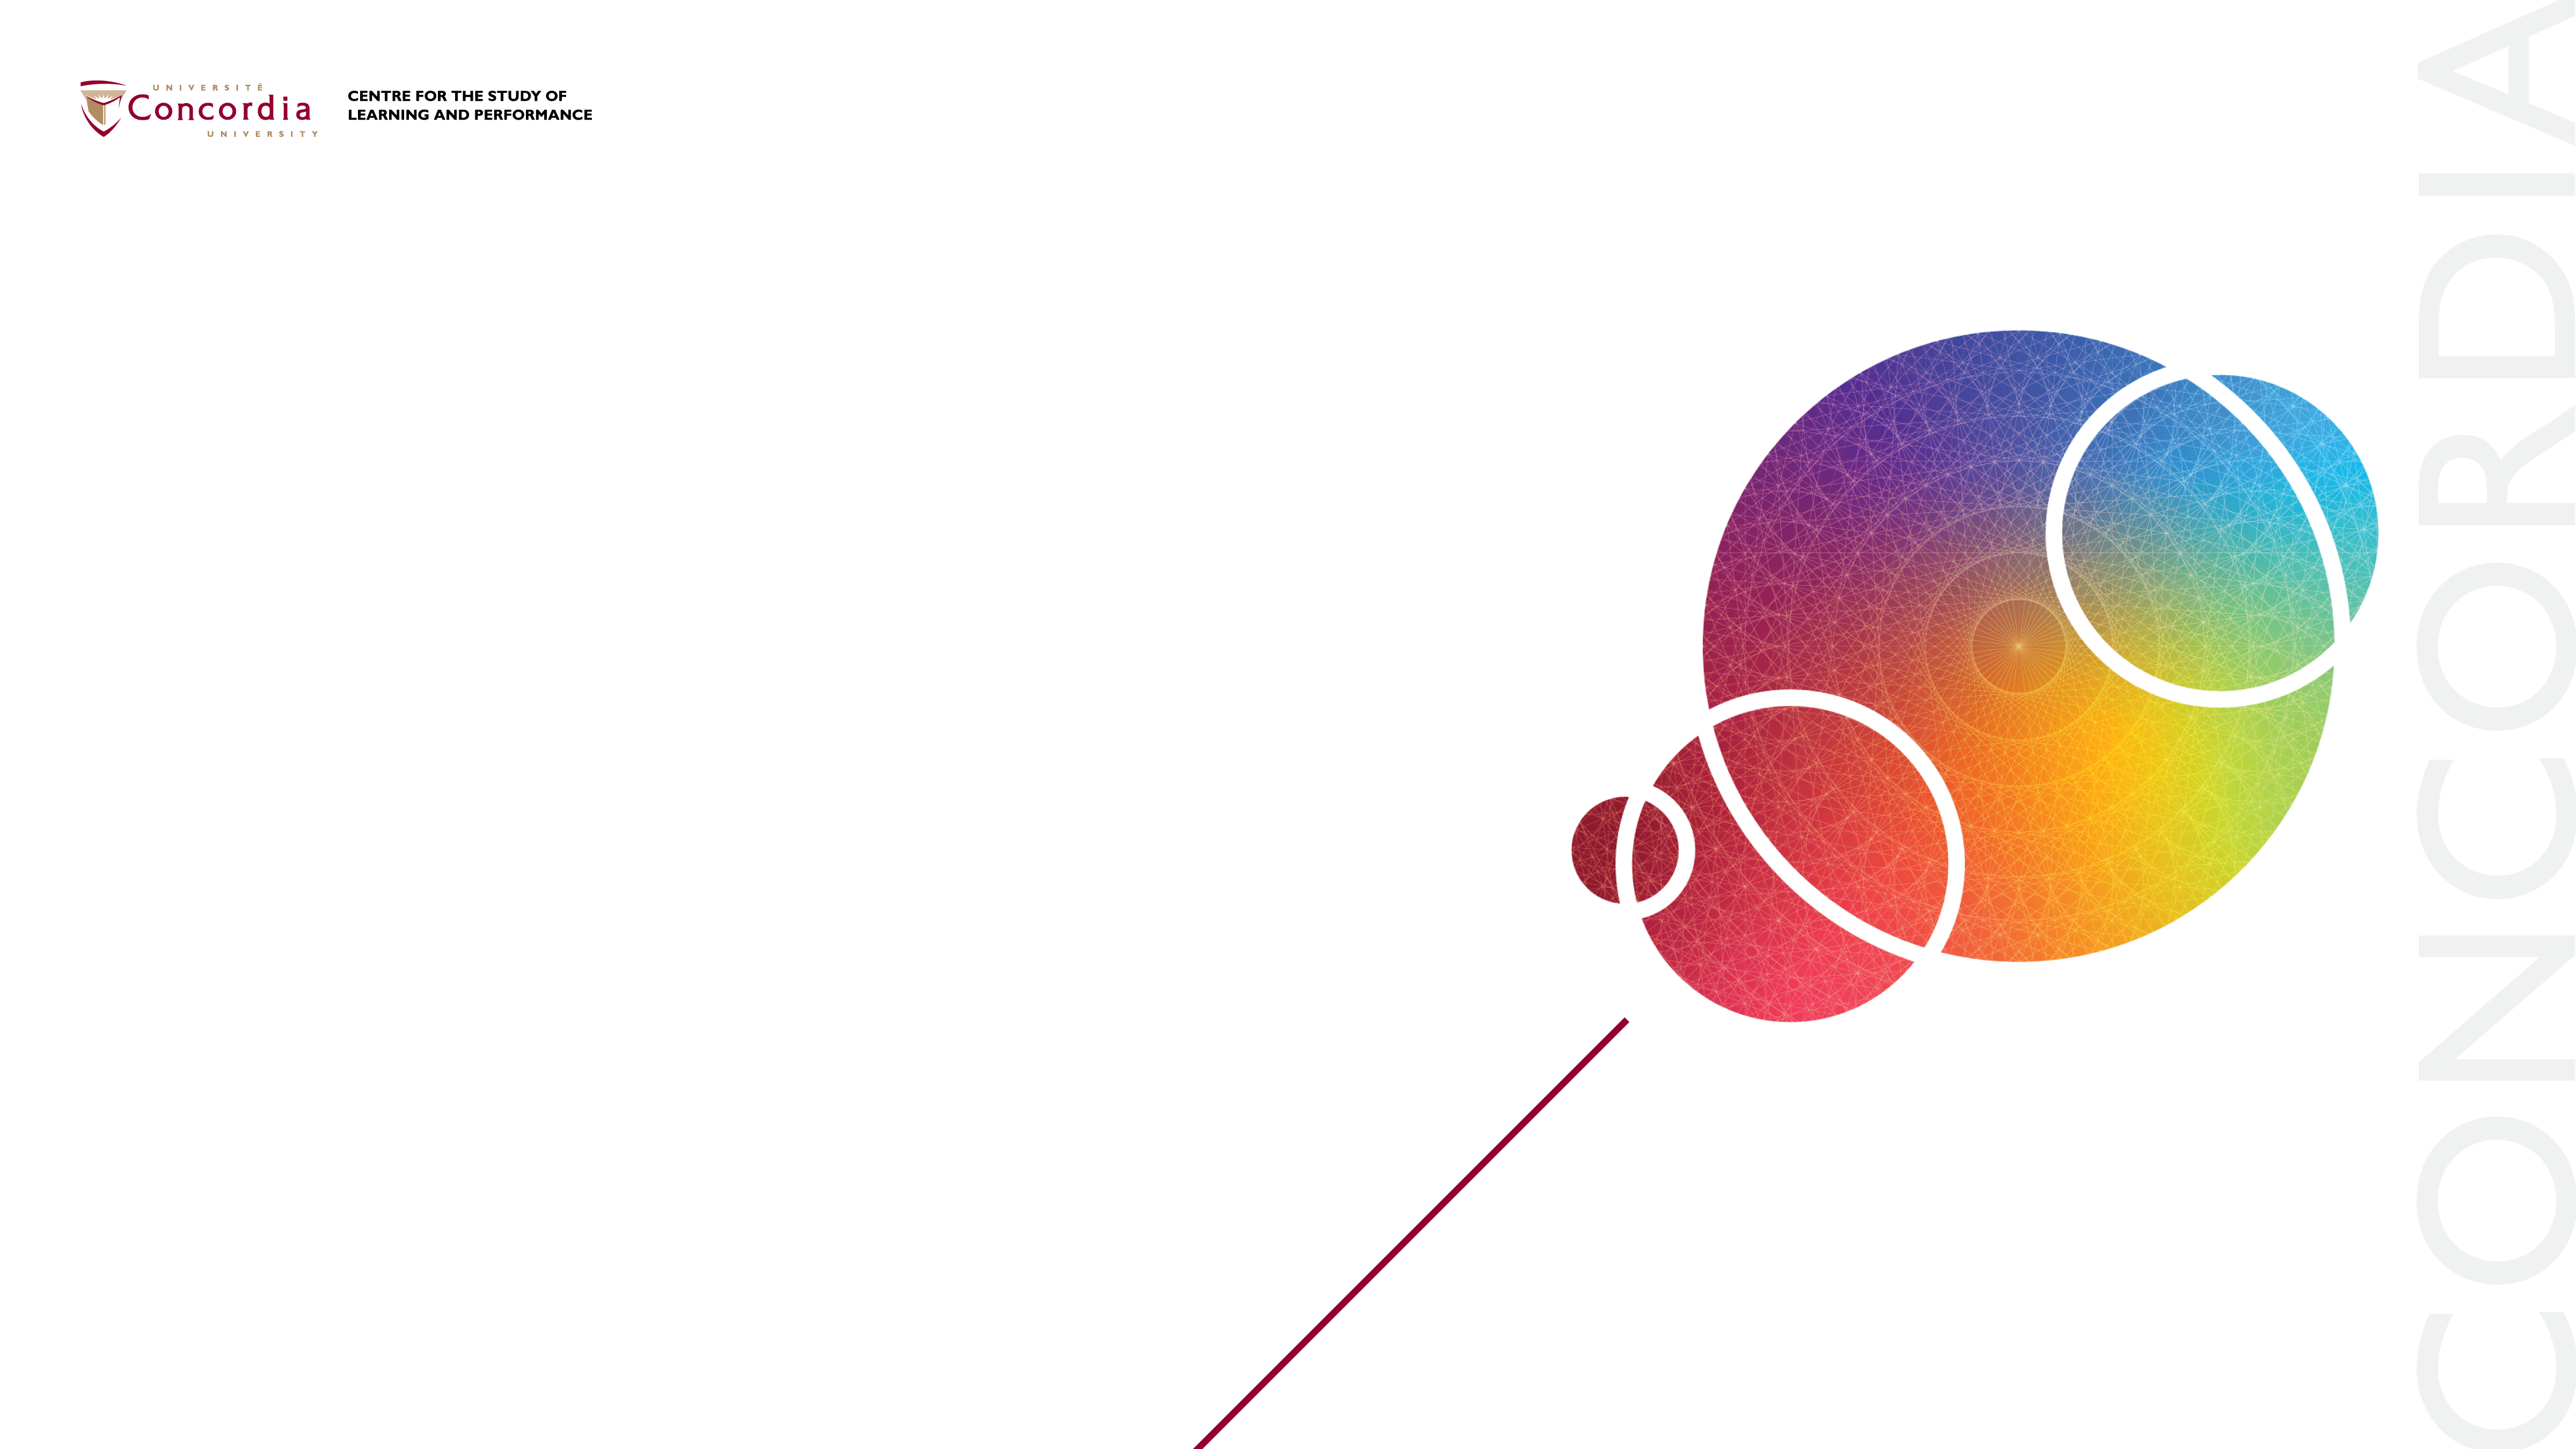 UNIVERSITÉ
Concordia
UNIVERSITY
CENTRE FOR THE STUDY OF
LEARNING AND PERFORMANCE
CONCORDIA